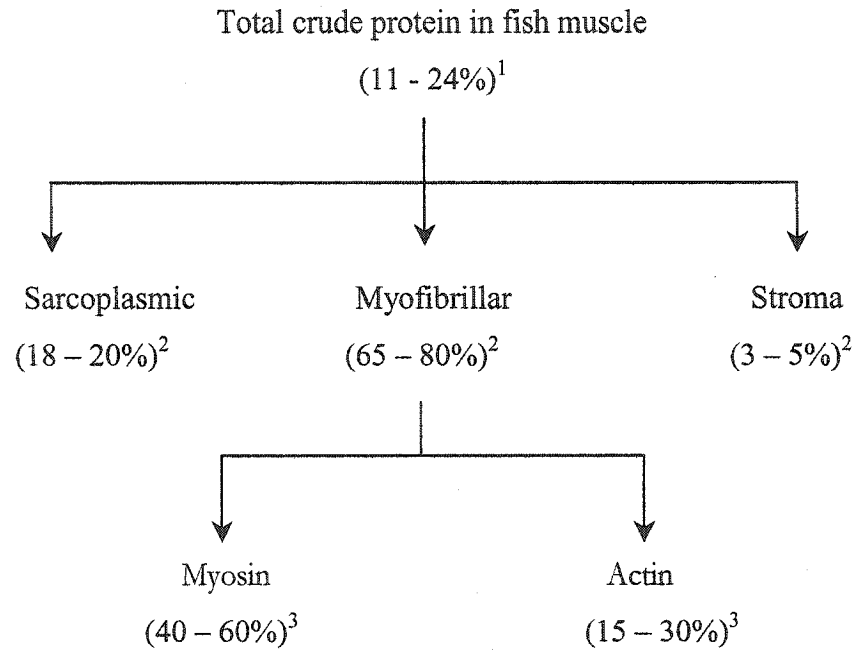 Total crude protein in fish muscle
(11 - 24%)¹
Sarcoplasmic
(18 – 20%)²
Myofibrillar
(65 – 80%)²
Stroma
(3 – 5%)²
Myosin
(40 – 60%)³
Actin
(15 – 30%)³